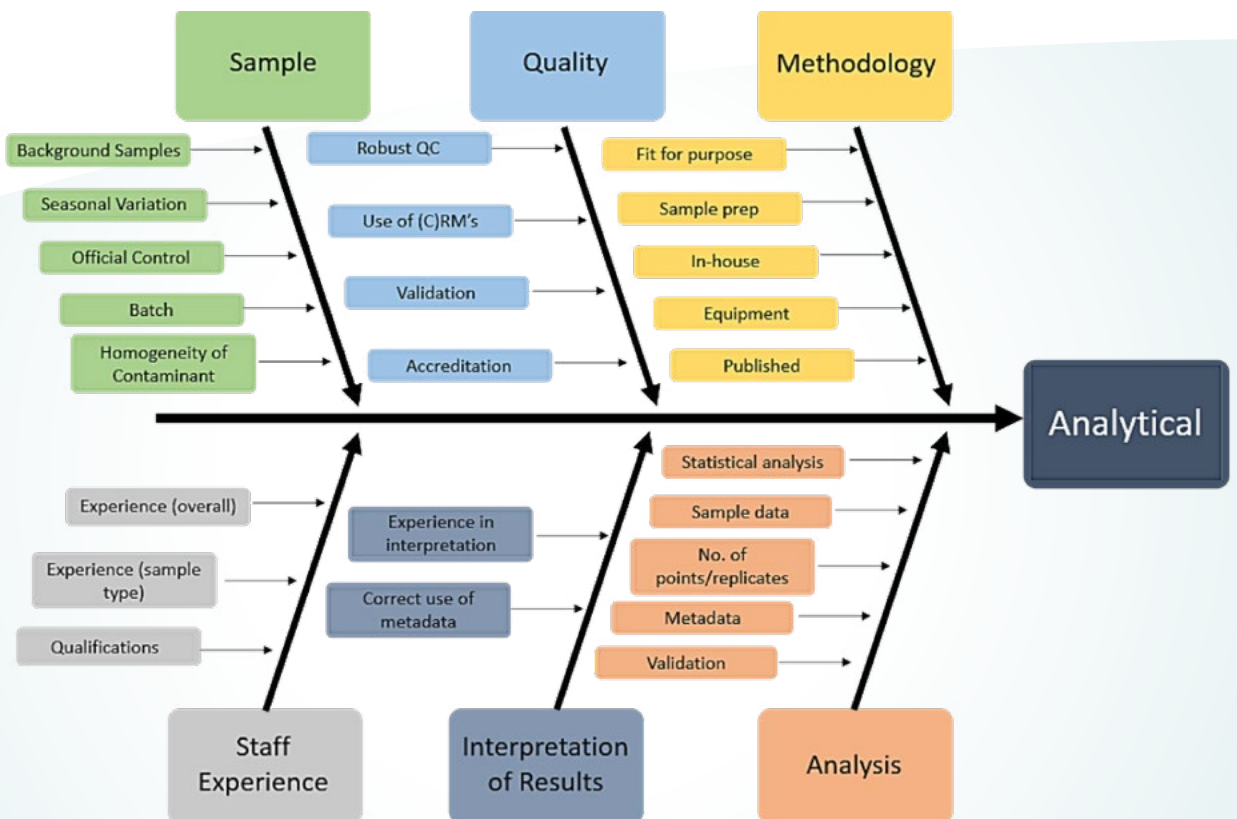 Sample
Quality
Methodology
Background Samples
Seasonal Variation
Official Control
Batch
Homogeneity of
Contaminant
Robust QC
Use of (C)RM's
Validation
Accreditation
Fit for purpose
Sample prep
In-house
Equipment
Published
Analytical
Experience (overall)
Experience (sample
type)
Qualifications
Experience in
interpretation
Correct use of
metadata
Statistical analysis
Sample data
No. of
points/replicates
Metadata
Validation
Staff
Experience
Interpretation
of Results
Analysis